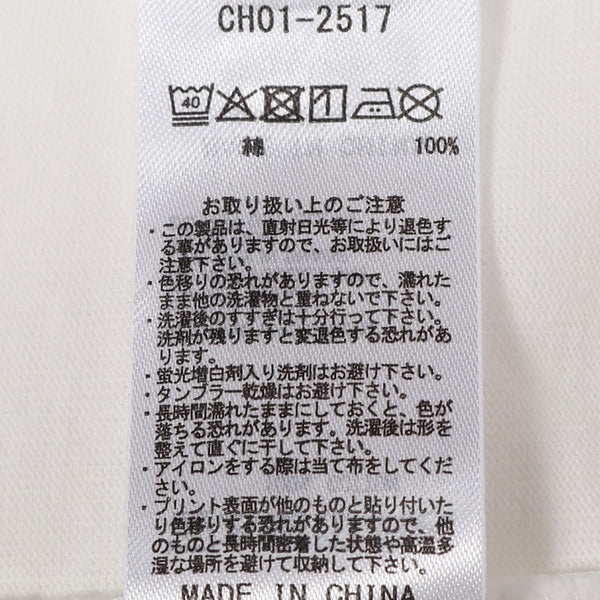 CH01-2517
40
綿 100%
お取り扱い上のご注意
・この製品は、直射日光等により退色す
る事がありますので、お取扱いにはご
注意下さい。
・色移りの恐れがありますので、濡れた
まま他の洗濯物と重ねないで下さい。
・洗濯後のすすぎは十分行って下さい。
洗剤が残りますと変退色する恐れがあ
ります。
・蛍光増白剤入り洗剤はお避け下さい。
・タンブラー乾燥はお避け下さい。
・長時間濡れたままにしておくと、色が
落ちる恐れがあります。洗濯後は形を
整えて直ぐに干して下さい。
・アイロンをする際は当て布をしてくだ
さい。
・プリント表面が他のものと貼り付いた
り色移りする恐れがありますので、他
のものと長時間密着した状態や高温多
湿な場所を避けて収納して下さい。
MADE IN CHINA